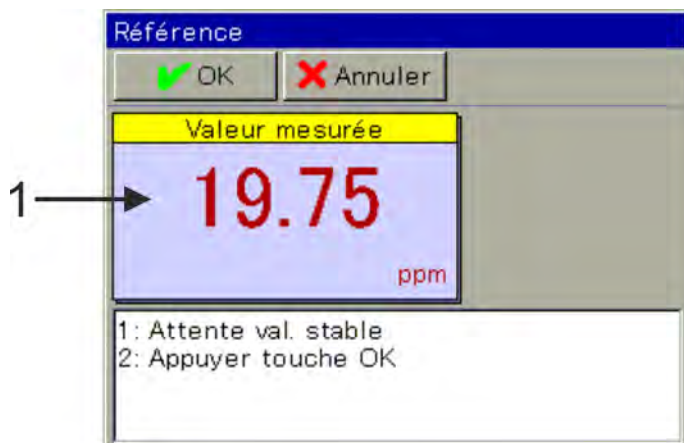 Référence
OK Annuler
Valeur mesurée
1
19.75
ppm
1: Attente val. stable
2: Appuyer touche OK